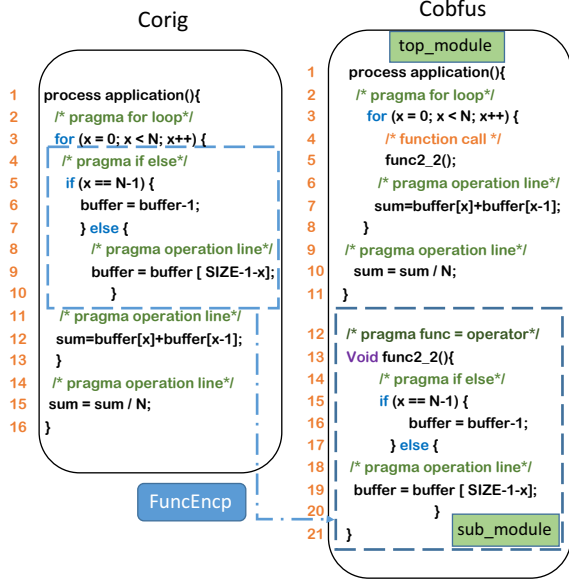 Corig
1 process application(){
2 /* pragma for loop*/
3 for (x = 0; x < N; x++) {
4 /* pragma if else*/
5 if (x == N-1) {
6 buffer = buffer-1;
7 } else {
8 /* pragma operation line*/
9 buffer = buffer [ SIZE-1-x];
10 }
11 /* pragma operation line*/
12 sum=buffer[x]+buffer[x-1];
13 }
14 /* pragma operation line*/
15 sum = sum / N;
16 }
FuncEncp
Cobfus
top_module
1 process application(){
2 /* pragma for loop*/
3 for (x = 0; x < N; x++) {
4 /* function call */
5 func2_2();
6 /* pragma operation line*/
7 sum=buffer[x]+buffer[x-1];
8 }
9 /* pragma operation line*/
10 sum = sum / N;
11 }
12 /* pragma func = operator*/
13 Void func2_2(){
14 /* pragma if else*/
15 if (x == N-1) {
16 buffer = buffer-1;
17 } else {
18 /* pragma operation line*/
19 buffer = buffer [ SIZE-1-x];
20 }
21 }
sub_module